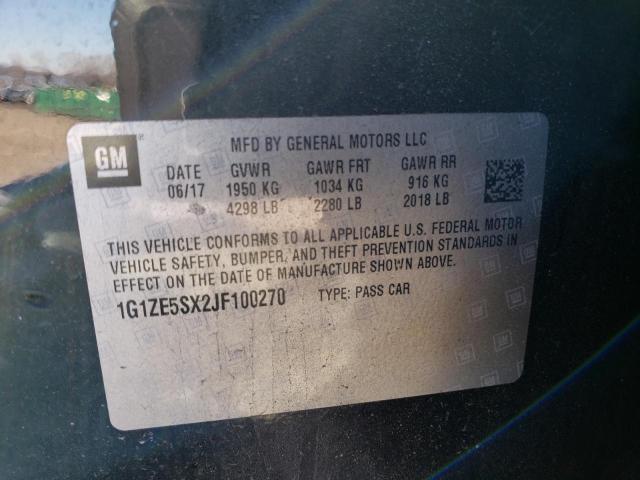 GM
MFD BY GENERAL MOTORS LLC
DATE GVWR GAWR FRT GAWR RR
06/17 1950 KG 1034 KG 916 KG
4298 LB 2280 LB 2018 LB
THIS VEHICLE CONFORMS TO ALL APPLICABLE U.S. FEDERAL MOTOR
VEHICLE SAFETY, BUMPER, AND THEFT PREVENTION STANDARDS IN
EFFECT ON THE DATE OF MANUFACTURE SHOWN ABOVE.
1G1ZE5SX2JF100270 TYPE: PASS CAR